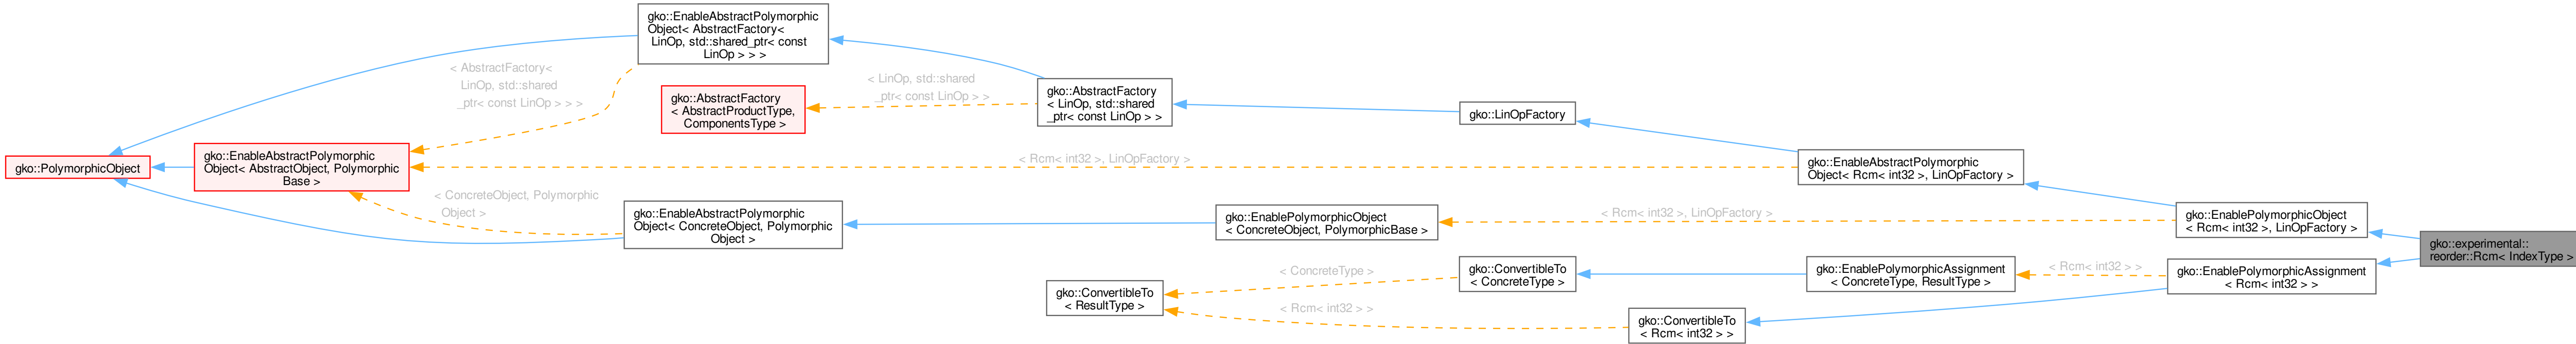 gko::EnableAbstractPolymorphic
Object< AbstractFactory<
LinOp, std::shared_ptr< const
LinOp > > >
< AbstractFactory<
LinOp, std::shared
_ptr< const LinOp > > >
gko::AbstractFactory
< AbstractProductType,
ComponentsType >
< LinOp, std::shared
_ptr< const LinOp > >
gko::AbstractFactory
< LinOp, std::shared
_ptr< const LinOp > >
gko::LinOpFactory
gko::PolymorphicObject
gko::EnableAbstractPolymorphic
Object< AbstractObject, Polymorphic
Base >
< Rcm< int32 >, LinOpFactory >
gko::EnableAbstractPolymorphic
Object< Rcm< int32 >, LinOpFactory >
< ConcreteObject, Polymorphic
Object >
gko::EnableAbstractPolymorphic
Object< ConcreteObject, Polymorphic
Object >
gko::EnablePolymorphicObject
< ConcreteObject, PolymorphicBase >
< Rcm< int32 >, LinOpFactory >
gko::EnablePolymorphicObject
< Rcm< int32 >, LinOpFactory >
gko::experimental::
reorder::Rcm< IndexType >
gko::ConvertibleTo
< ResultType >
< ConcreteType >
gko::ConvertibleTo
< ConcreteType >
gko::EnablePolymorphicAssignment
< ConcreteType, ResultType >
< Rcm< int32 > >
gko::EnablePolymorphicAssignment
< Rcm< int32 > >
< Rcm< int32 > >
gko::ConvertibleTo
< Rcm< int32 > >